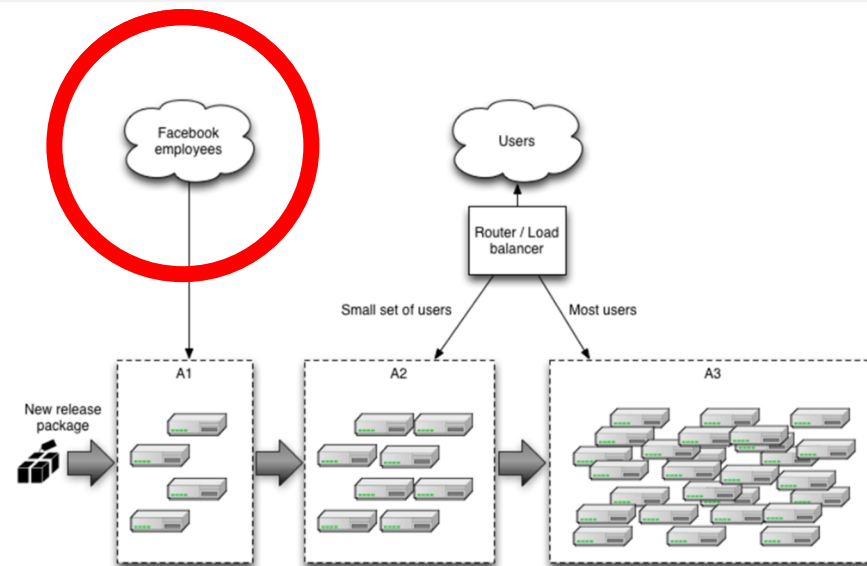 Facebook
employees
Users
Router / Load
balancer
Small set of users
Most users
A1
A2
A3
New release
package